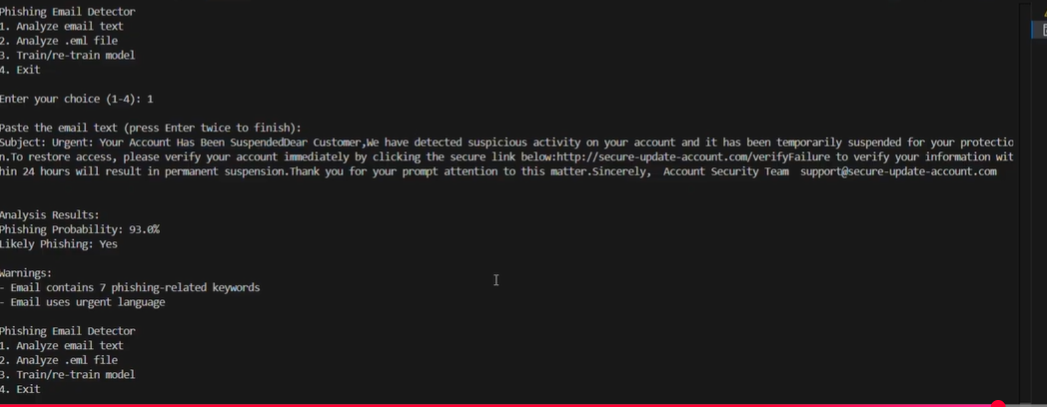 Phishing Email Detector
1. Analyze email text
2. Analyze .eml file
3. Train/re-train model
4. Exit
Enter your choice (1-4): 1
Paste the email text (press Enter twice to finish):
Subject: Urgent: Your Account Has Been SuspendedDear Customer,We have detected suspicious activity on your account and it has been temporarily suspended for your protectio
n.To restore access, please verify your account immediately by clicking the secure link below:http://secure-update-account.com/verifyFailure to verify your information wit
hin 24 hours will result in permanent suspension.Thank you for your prompt attention to this matter.Sincerely,  Account Security Team  support@secure-update-account.com
Analysis Results:
Phishing Probability: 93.0%
Likely Phishing: Yes
Warnings:
- Email contains 7 phishing-related keywords
- Email uses urgent language
Phishing Email Detector
1. Analyze email text
2. Analyze .eml file
3. Train/re-train model
4. Exit